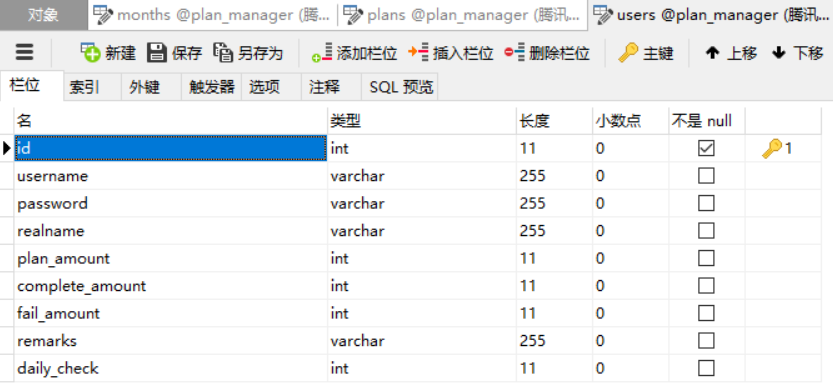 对象 months @plan_manager (腾... plans @plan_manager (腾讯... users @plan_manager (腾讯...
新建 保存 另存为 添加栏位 插入栏位 删除栏位 主键 上移 下移
栏位 索引 外键 触发器 选项 注释 SQL 预览
名 类型 长度 小数点 不是 null
id int 11 0 1
username varchar 255 0
password varchar 255 0
realname varchar 255 0
plan_amount int 11 0
complete_amount int 11 0
fail_amount int 11 0
remarks varchar 255 0
daily_check int 11 0